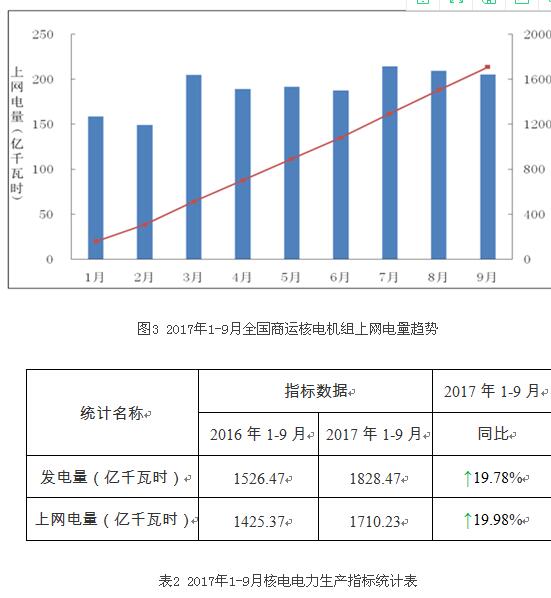 250
200
150
100
50
0
上网电量（亿千瓦时）
2000
1600
1200
800
400
0
1月 2月 3月 4月 5月 6月 7月 8月 9月
图3 2017年1-9月全国商运核电机组上网电量趋势
统计名称 指标数据 2017 年 1-9 月
2016 年 1-9 月 2017 年 1-9 月 同比
发电量（亿千瓦时） 1526.47 1828.47 ↑19.78%
上网电量（亿千瓦时） 1425.37 1710.23 ↑19.98%
表2 2017年1-9月核电电力生产指标统计表